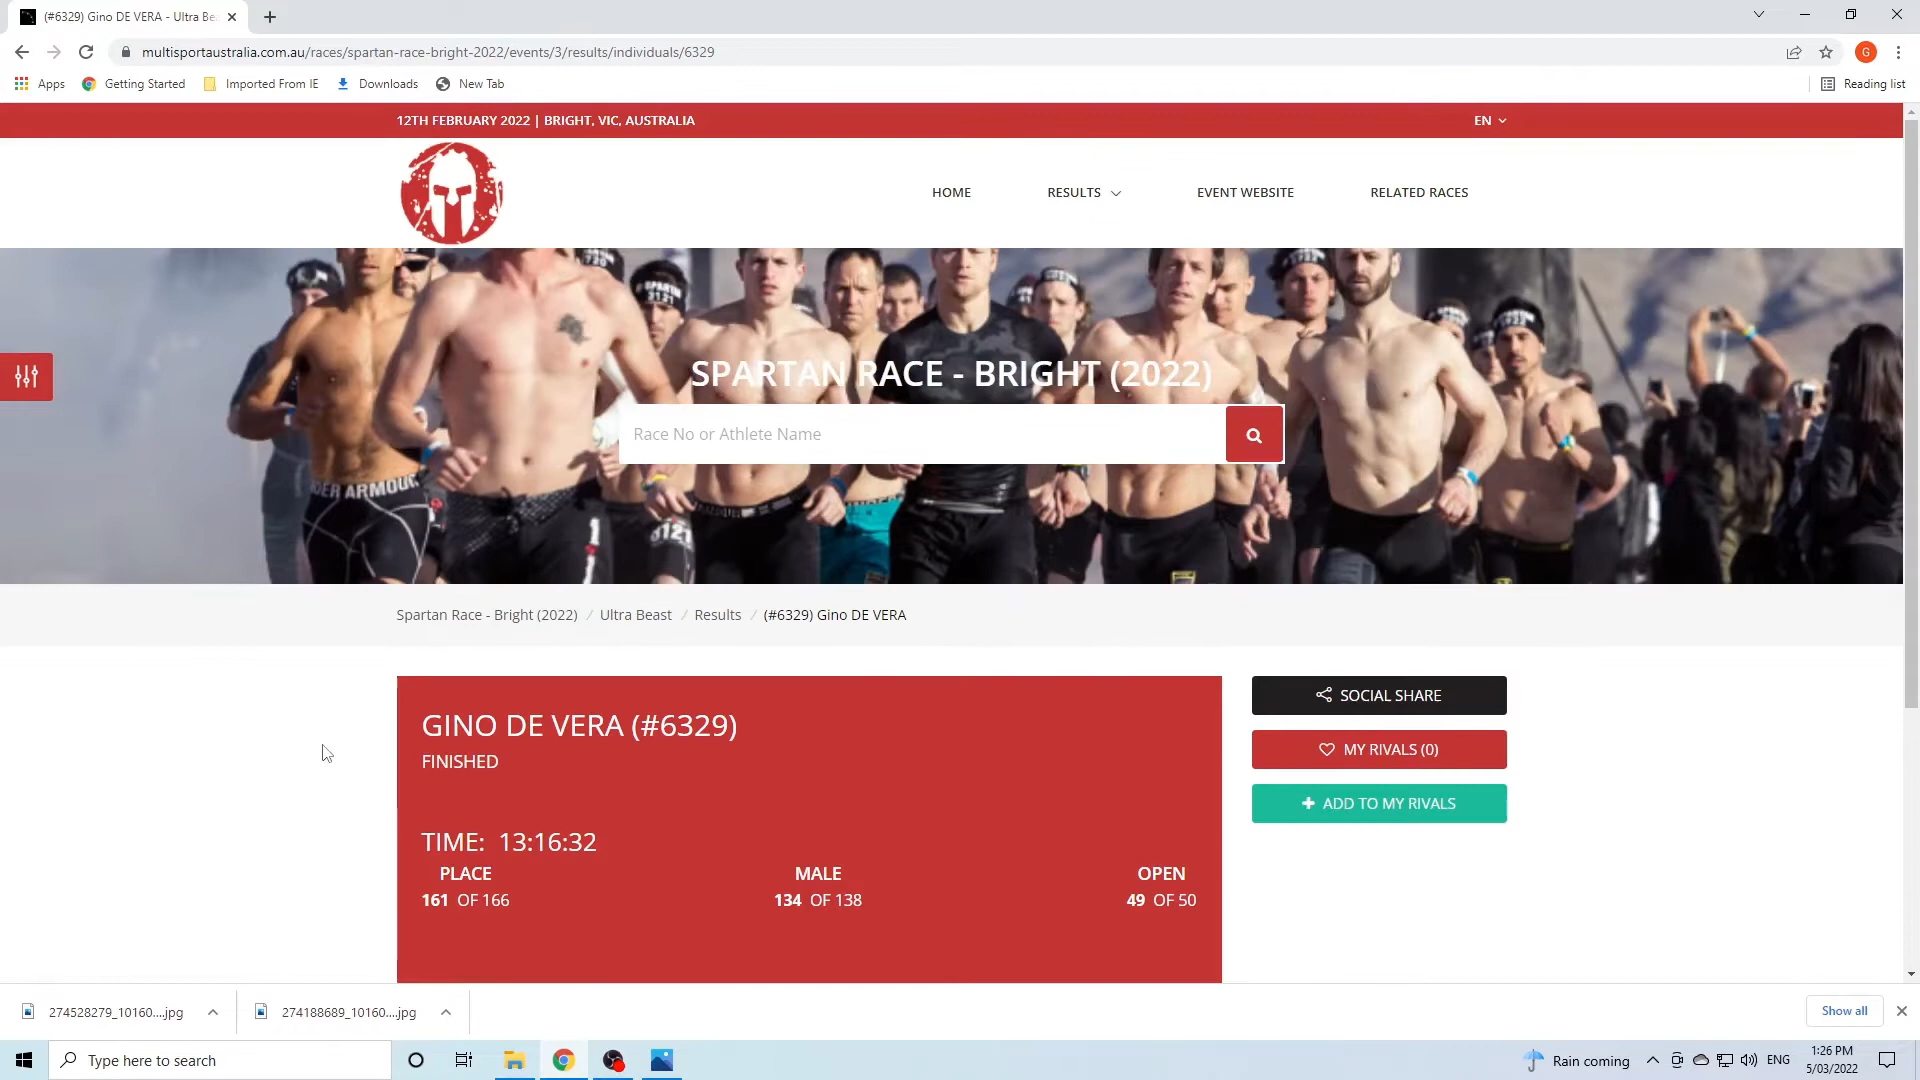 (#6329) Gino DE VERA - Ultra Be
multisportaustralia.com.au/races/spartan-race-bright-2022/events/3/results/individuals/6329
G
Apps
Getting Started
Imported From IE
Downloads
New Tab
Reading list
12TH FEBRUARY 2022 | BRIGHT, VIC, AUSTRALIA
EN
HOME
RESULTS
EVENT WEBSITE
RELATED RACES
SPARTAN RACE - BRIGHT (2022)
Race No or Athlete Name
Spartan Race - Bright (2022) / Ultra Beast / Results / (#6329) Gino DE VERA
GINO DE VERA (#6329)
FINISHED
TIME: 13:16:32
PLACE
MALE
OPEN
161 OF 166
134 OF 138
49 OF 50
SOCIAL SHARE
MY RIVALS (0)
ADD TO MY RIVALS
274528279_10160....jpg
274188689_10160....jpg
Show all
Type here to search
Rain coming
ENG
1:26 PM
5/03/2022